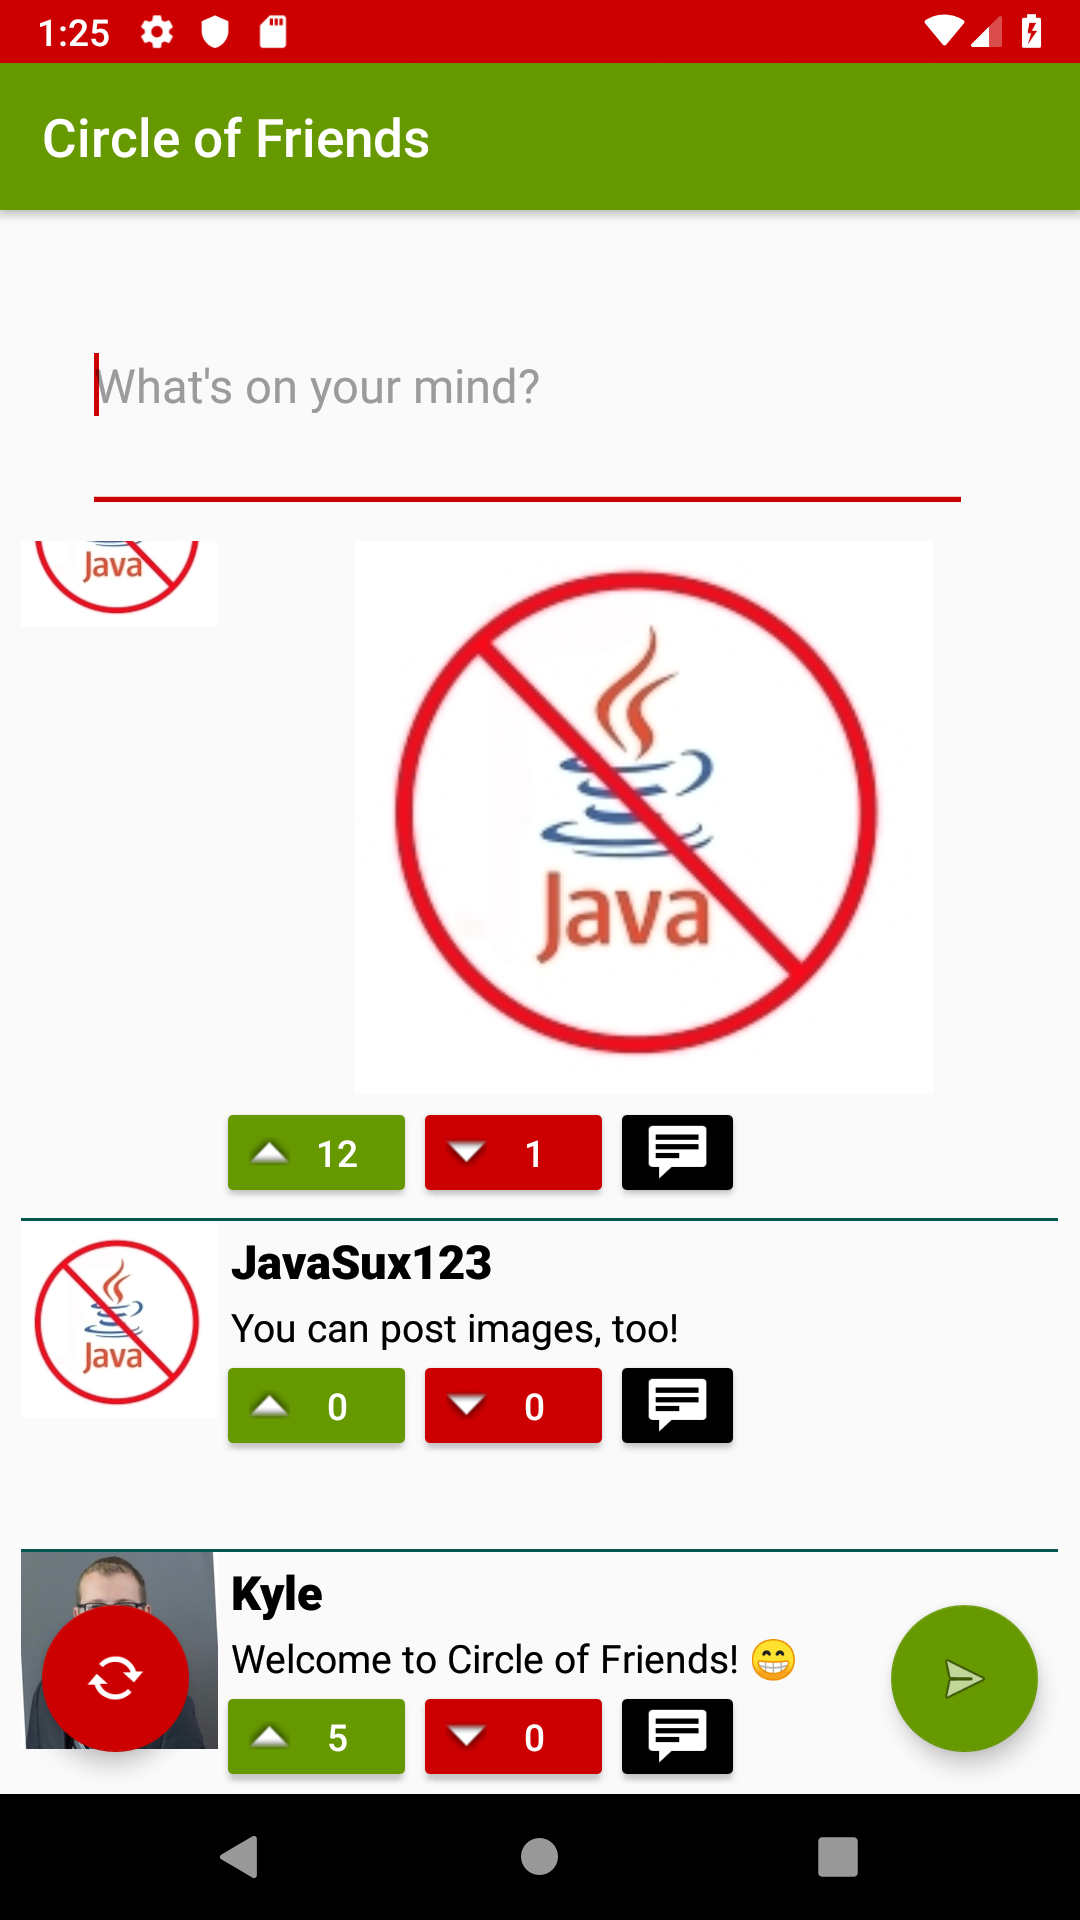 1:25
Circle of Friends
What's on your mind?
Java
Java
12 1
JavaSux123
Java
You can post images, too!
0 0
Kyle
Welcome to Circle of Friends! 😁
5 0